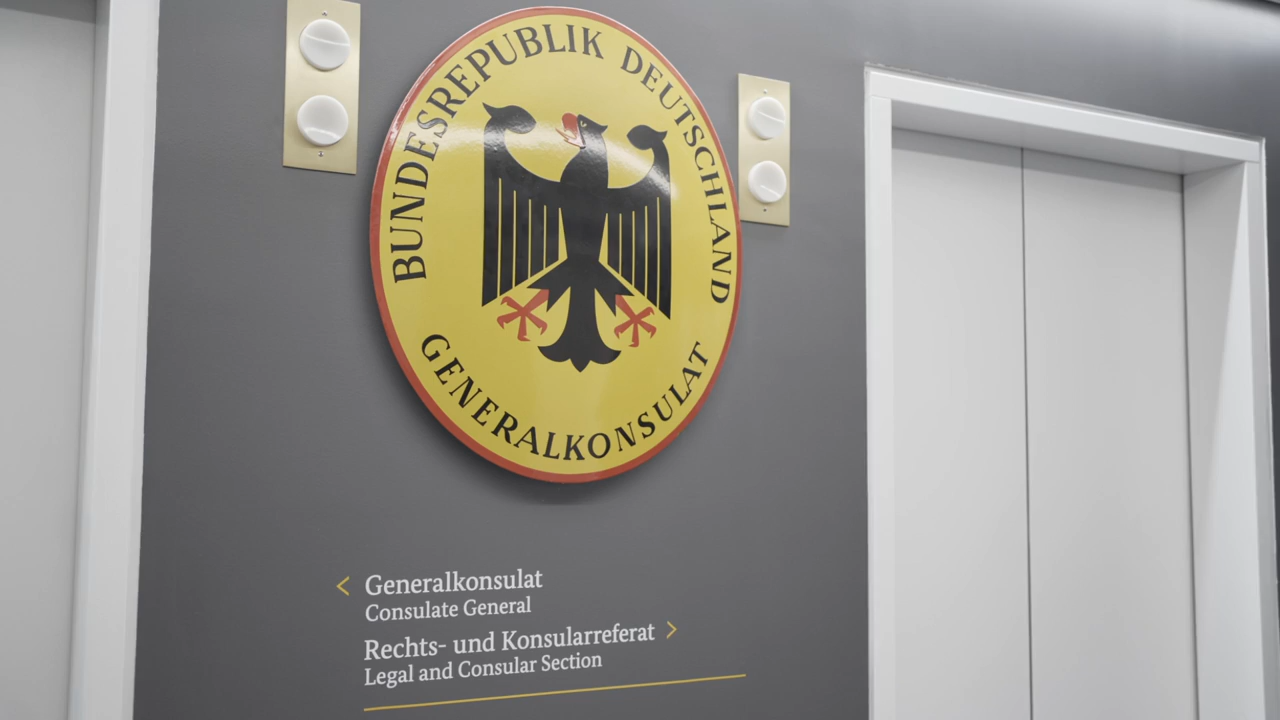 BUNDESREPUBLIK DEUTSCHLAND
GENERALKONSULAT
< Generalkonsulat
Consulate General
Rechts- und Konsularreferat >
Legal and Consular Section